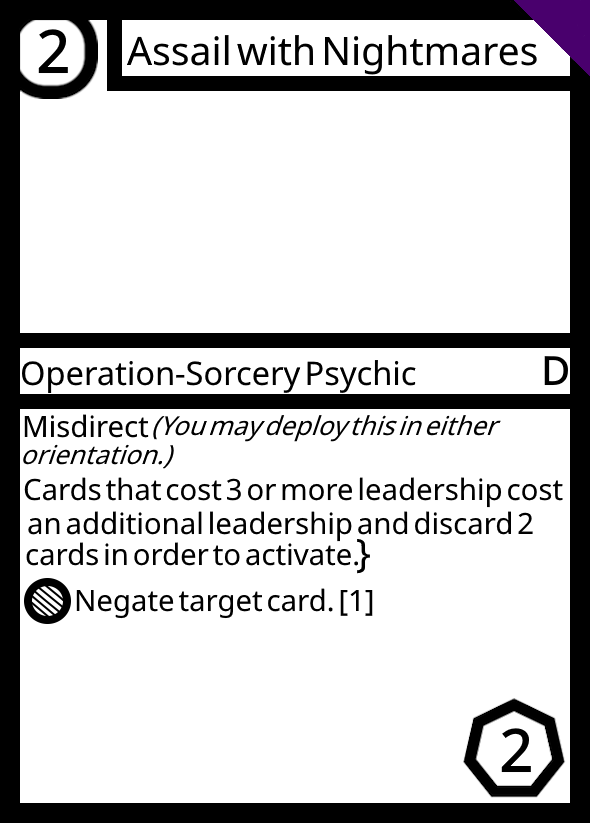 2
Assail with Nightmares
Operation-Sorcery Psychic
D
Misdirect (You may deploy this in either
orientation.)
Cards that cost 3 or more leadership cost
an additional leadership and discard 2
cards in order to activate.}
Negate target card. [1]
2